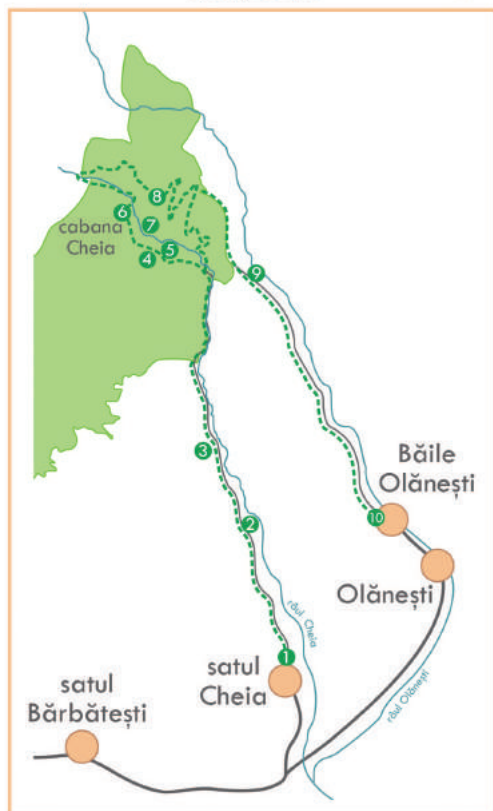 8
6
7
cabana
Cheia
5
4
9
3
Băile
Olănești
10
2
Olănești
râul Cheia
1
satul
Cheia
râul Olănești
satul
Bărbătești